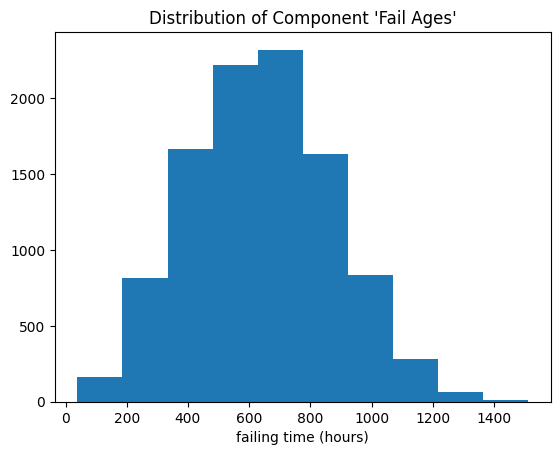 Distribution of Component 'Fail Ages'
2000
1500
1000
500
0
0 200 400 600 800 1000 1200 1400
failing time (hours)